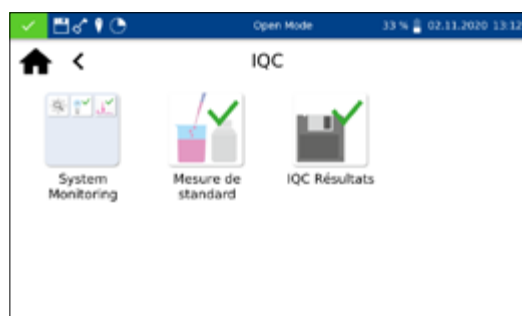 Open Mode
33 % 02.11.2020 13:12
IQC
System
Monitoring
Mesure de
standard
IQC Résultats